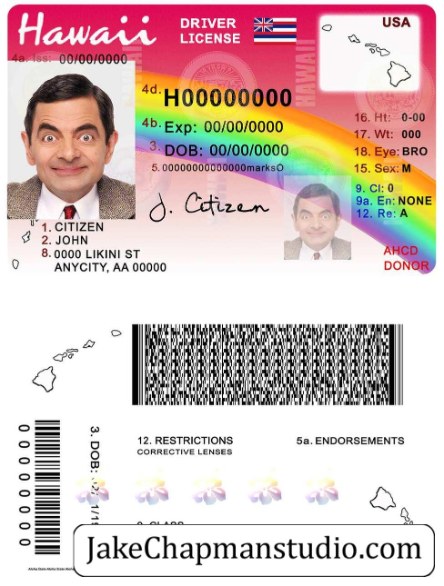 Hawaii
DRIVER
LICENSE
USA
4a. Iss: 00/00/0000
HAWAII
4d. H00000000
4b. Exp: 00/00/0000
3. DOB: 00/00/0000
5.0000000000000marksO
16. Ht: 0-00
17. Wt: 000
18. Eye: BRO
15. Sex: M
9. Cl: 0
9a. En: NONE
12. Re: A
J. Citizen
1. CITIZEN
2. JOHN
8. 0000 LIKINI ST
ANYCITY, AA 00000
AHCD
DONOR
00000000
3. DOB:
12. RESTRICTIONS
CORRECTIVE LENSES
5a. ENDORSEMENTS
JakeChapmanstudio.com